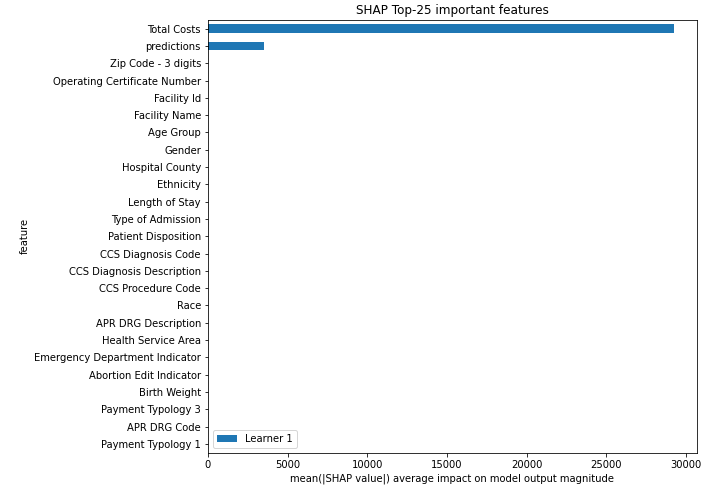 SHAP Top-25 important features
Total Costs
predictions
Zip Code - 3 digits
Operating Certificate Number
Facility Id
Facility Name
Age Group
Gender
Hospital County
Ethnicity
Length of Stay
Type of Admission
Patient Disposition
CCS Diagnosis Code
CCS Diagnosis Description
CCS Procedure Code
Race
APR DRG Description
Health Service Area
Emergency Department Indicator
Abortion Edit Indicator
Birth Weight
Payment Typology 3
APR DRG Code
Payment Typology 1
feature
Learner 1
0 5000 10000 15000 20000 25000 30000
mean(|SHAP value|) average impact on model output magnitude